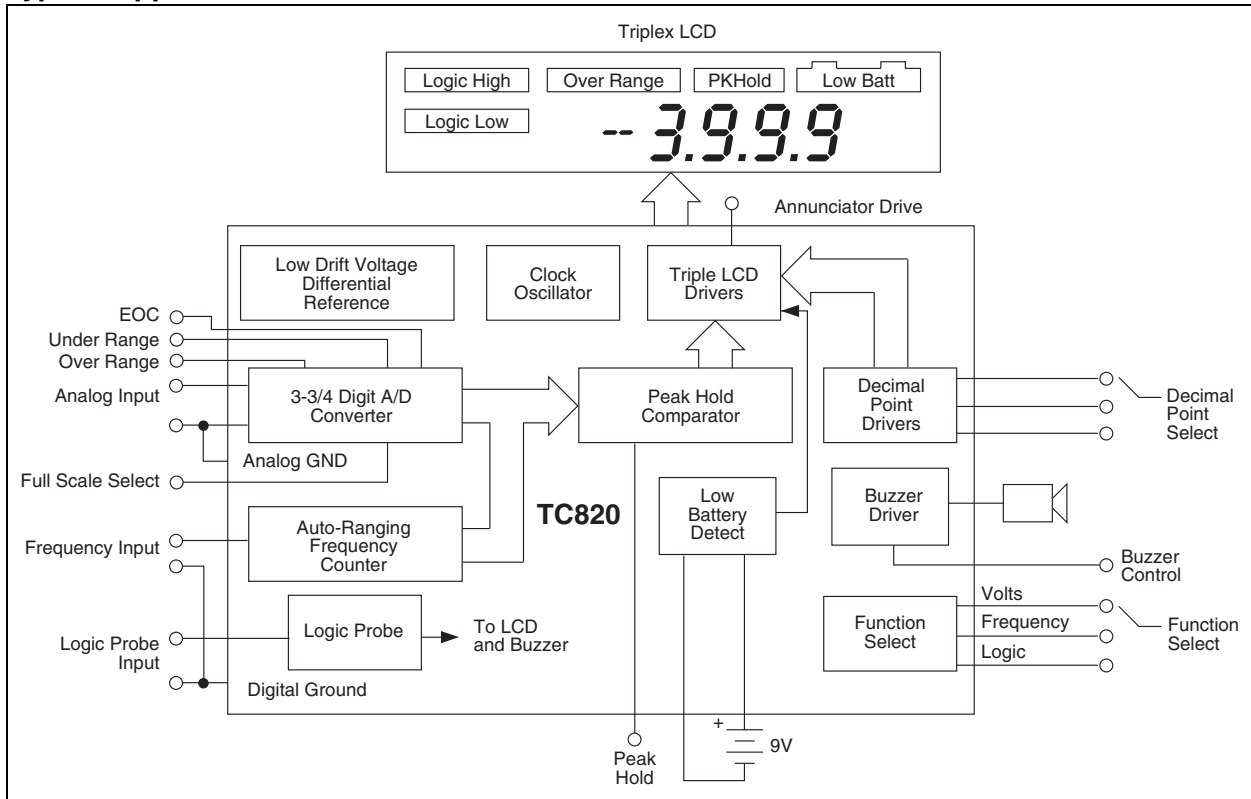 Triplex LCD
Logic High
Over Range
PKHold
Low Batt
Logic Low
--3.9.9.9
Annunciator Drive
Low Drift Voltage
Differential
Reference
Clock
Oscillator
Triple LCD
Drivers
EOC
Under Range
Over Range
Analog Input
3-3/4 Digit A/D
Converter
Peak Hold
Comparator
Decimal
Point
Drivers
Decimal
Point
Select
Analog GND
Full Scale Select
TC820
Low
Battery
Detect
Buzzer
Driver
Frequency Input
Auto-Ranging
Frequency
Counter
Buzzer
Control
Logic Probe
Input
Logic Probe
To LCD
and Buzzer
Function
Select
Volts
Frequency
Logic
Function
Select
Digital Ground
Peak
Hold
+
9V